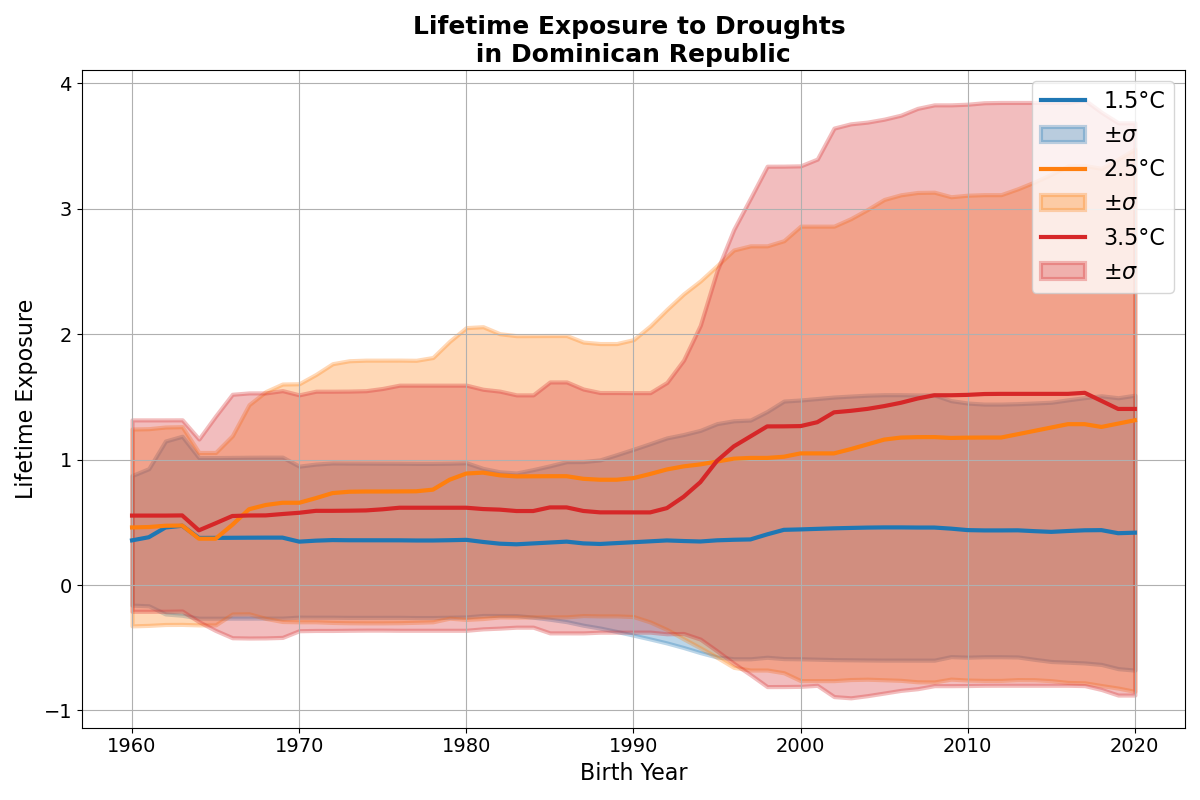 Lifetime Exposure to Droughts
in Dominican Republic
4
3
2
1
0
−1
Lifetime Exposure
1960
1970
1980
1990
2000
2010
2020
Birth Year
1.5°C
±σ
2.5°C
±σ
3.5°C
±σ